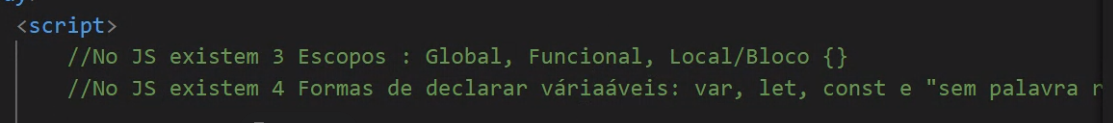 <script>
//No JS existem 3 Escopos : Global, Funcional, Local/Bloco {}
//No JS existem 4 Formas de declarar váriaáveis: var, let, const e "sem palavra